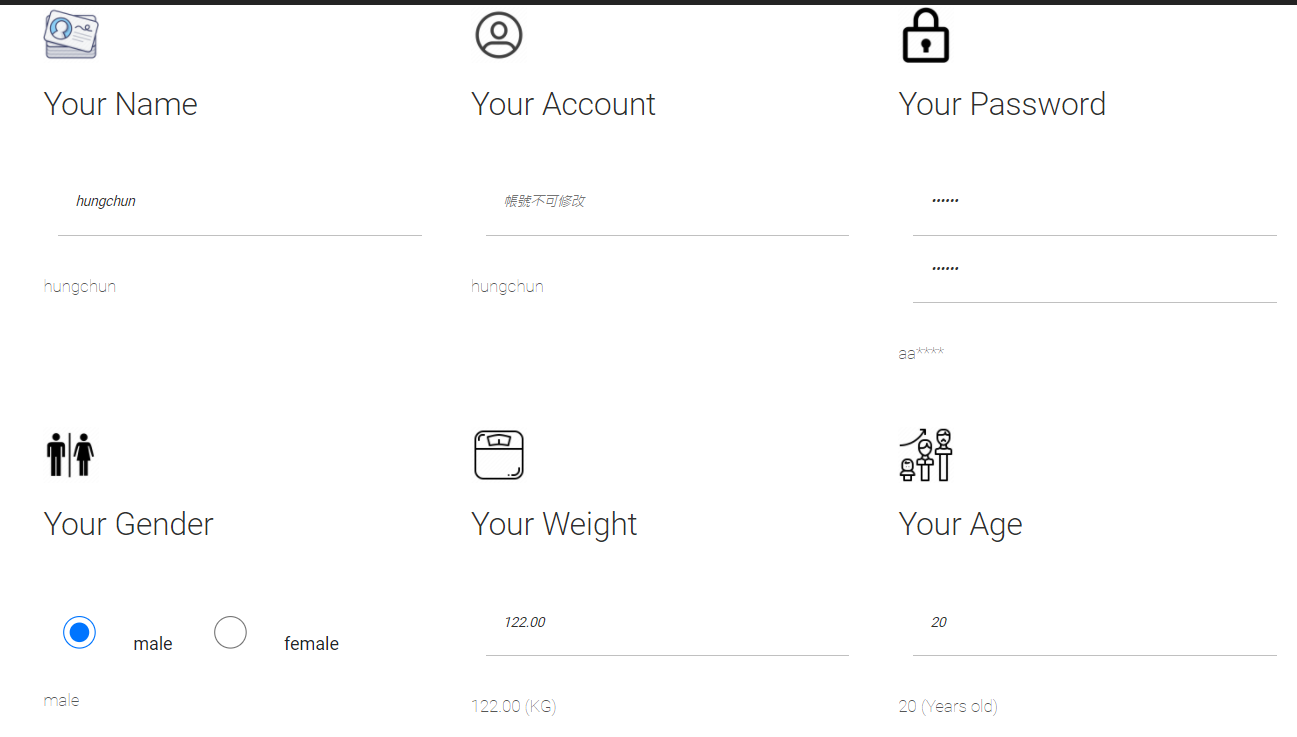 Your Name
Your Account
Your Password
hungchun
帳號不可修改
••••••
••••••
hungchun
hungchun
aa****
Your Gender
Your Weight
Your Age
male
female
122.00
20
male
122.00 (KG)
20 (Years old)